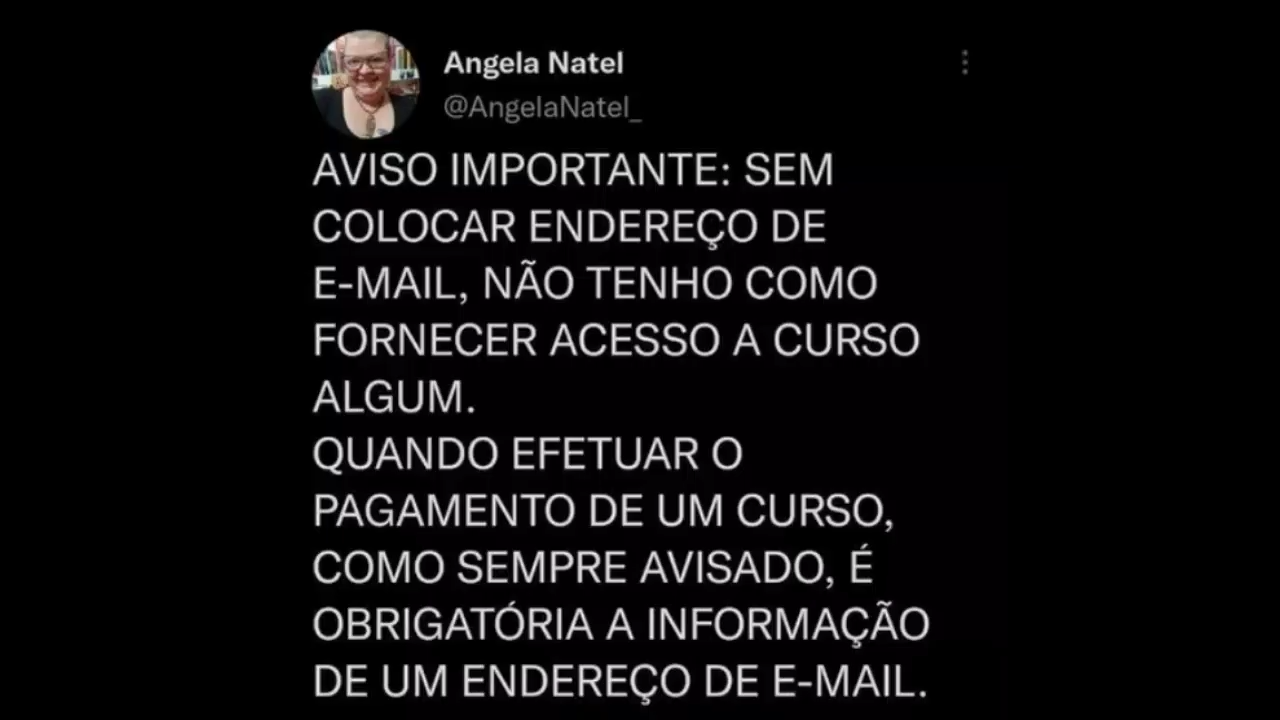 Angela Natel
@AngelaNatel_
AVISO IMPORTANTE: SEM
COLOCAR ENDEREÇO DE
E-MAIL, NÃO TENHO COMO
FORNECER ACESSO A CURSO
ALGUM.
QUANDO EFETUAR O
PAGAMENTO DE UM CURSO,
COMO SEMPRE AVISADO, É
OBRIGATÓRIA A INFORMAÇÃO
DE UM ENDEREÇO DE E-MAIL.